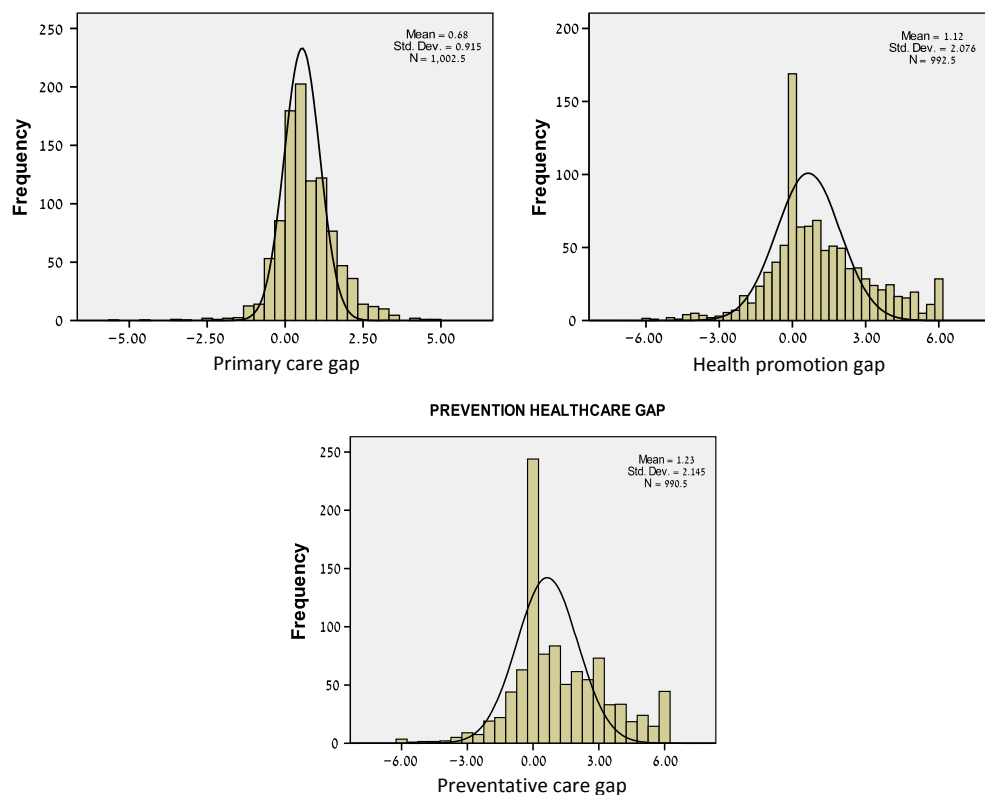 250
200
150
100
50
0
Frequency
Mean = 0.68
Std. Dev. = 0.915
N = 1,002.5
−5.00
−2.50
0.00
2.50
5.00
Primary care gap
200
150
100
50
0
Frequency
Mean = 1.12
Std. Dev. = 2.076
N = 992.5
−6.00
−3.00
0.00
3.00
6.00
Health promotion gap
PREVENTION HEALTHCARE GAP
250
200
150
100
50
0
Frequency
Mean = 1.23
Std. Dev. = 2.145
N = 990.5
−6.00
−3.00
0.00
3.00
6.00
Preventative care gap